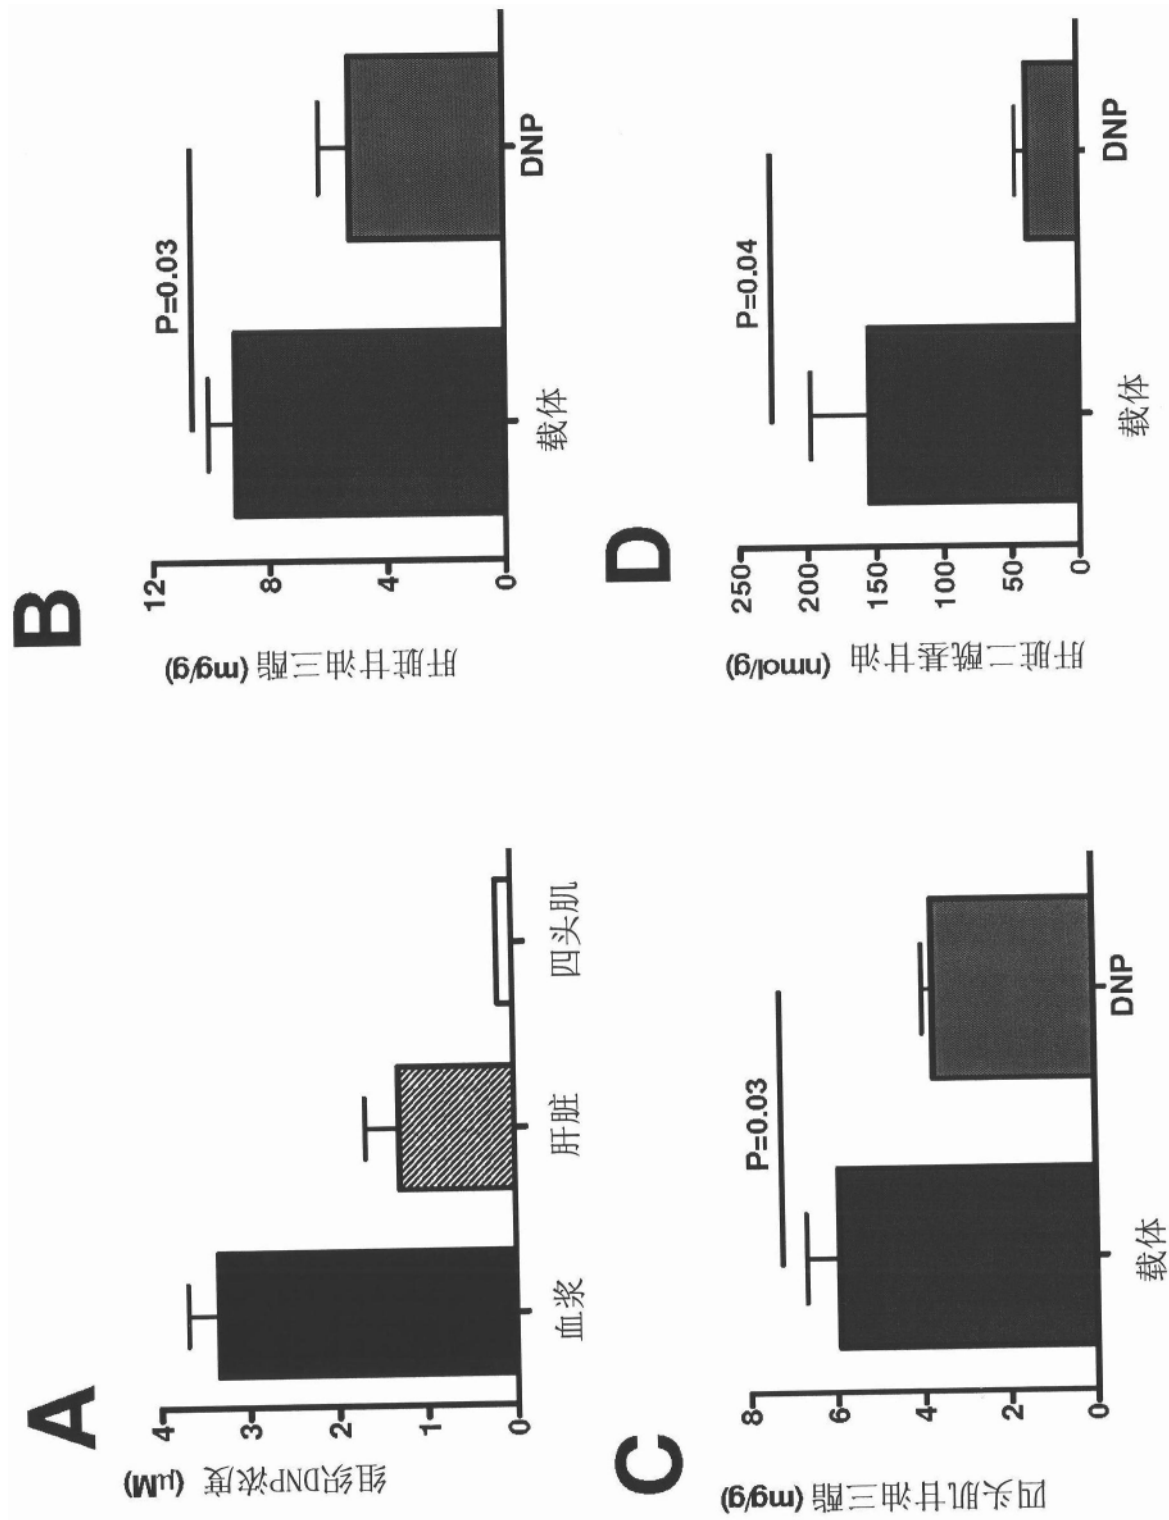 A
组织DNP浓度 (μM)
4
3
2
1
0
血浆
肝脏
四头肌
B
肝脏甘油三酯 (mg/g)
12
8
4
0
P=0.03
载体
DNP
C
四头肌甘油三酯 (mg/g)
8
6
4
2
0
P=0.03
载体
DNP
D
肝脏二酰基甘油 (nmol/g)
250
200
150
100
50
0
P=0.04
载体
DNP